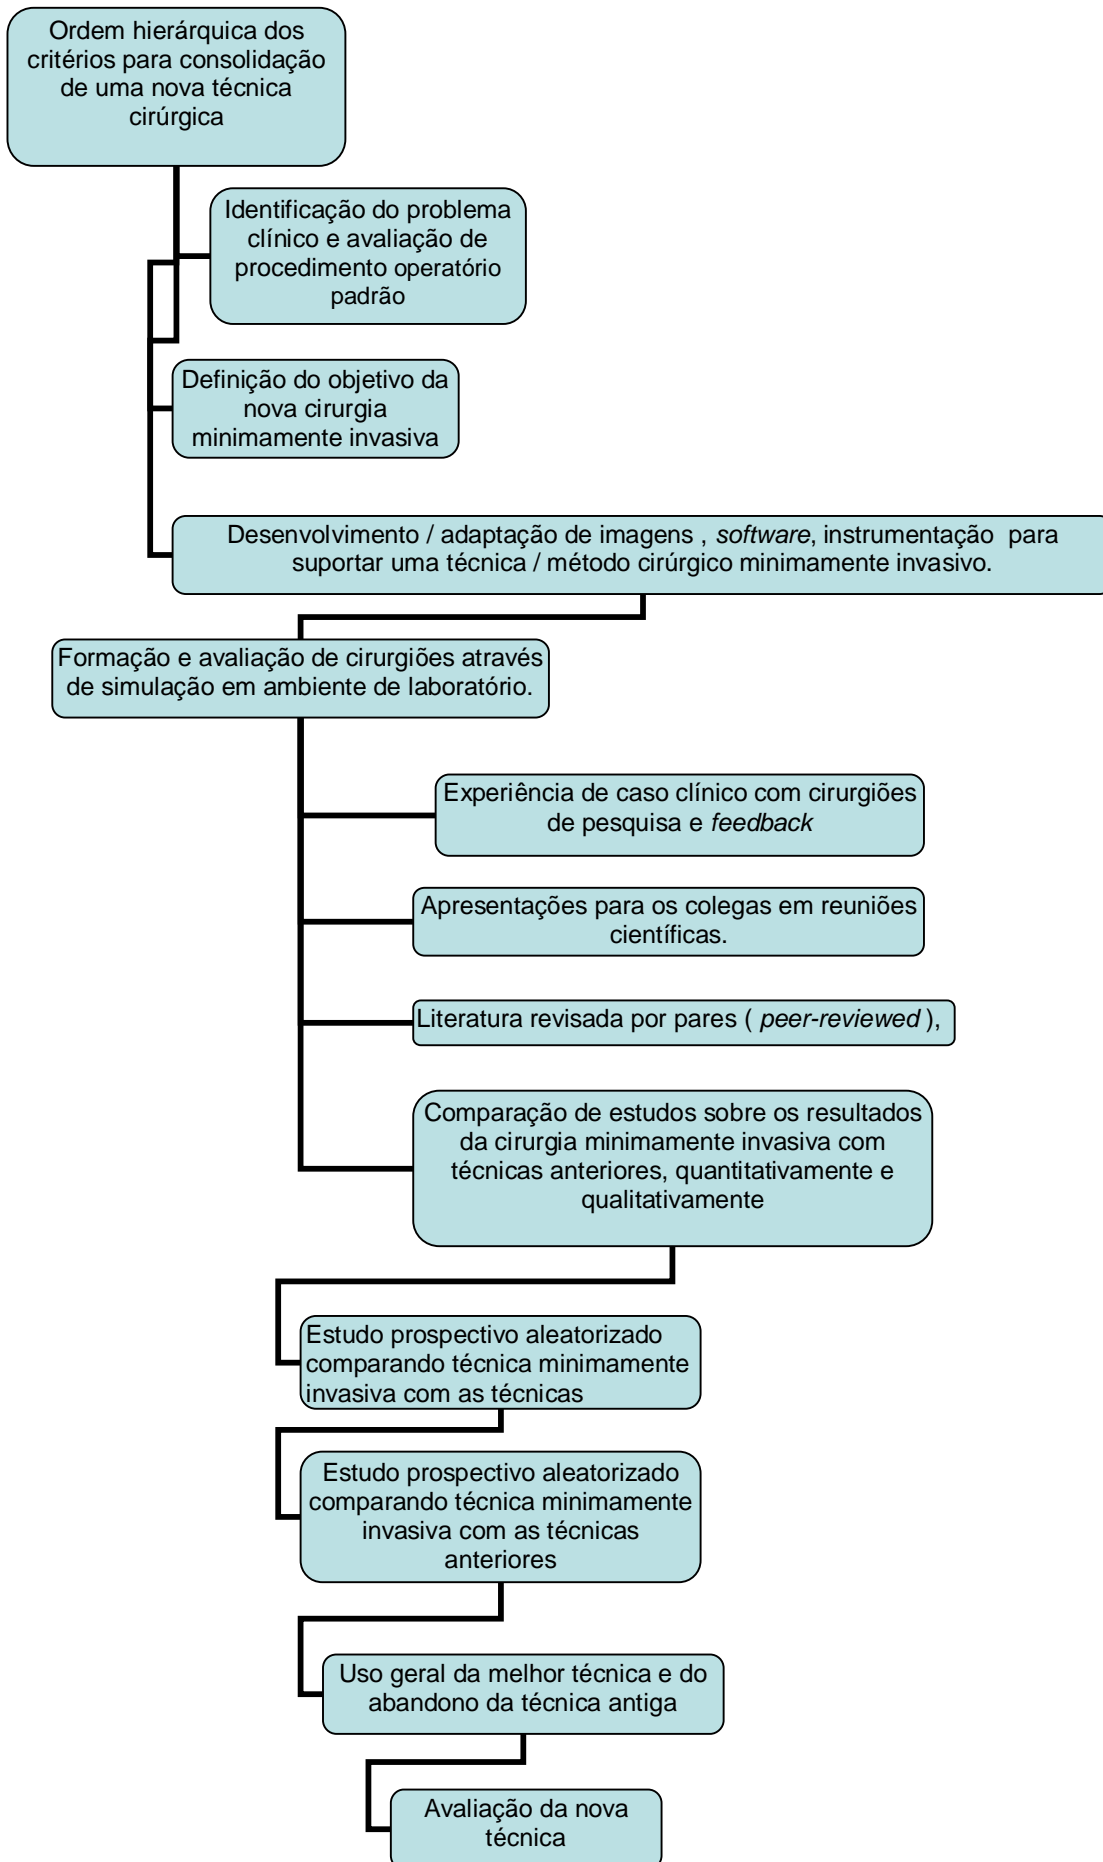 Ordem hierárquica dos
critérios para consolidação
de uma nova técnica
cirúrgica
Identificação do problema
clínico e avaliação de
procedimento operatório
padrão
Definição do objetivo da
nova cirurgia
minimamente invasiva
Desenvolvimento / adaptação de imagens , software, instrumentação para
suportar uma técnica / método cirúrgico minimamente invasivo.
Formação e avaliação de cirurgiões através
de simulação em ambiente de laboratório.
Experiência de caso clínico com cirurgiões
de pesquisa e feedback
Apresentações para os colegas em reuniões
científicas.
Literatura revisada por pares ( peer-reviewed ),
Comparação de estudos sobre os resultados
da cirurgia minimamente invasiva com
técnicas anteriores, quantitativamente e
qualitativamente
Estudo prospectivo aleatorizado
comparando técnica minimamente
invasiva com as técnicas
Estudo prospectivo aleatorizado
comparando técnica minimamente
invasiva com as técnicas
anteriores
Uso geral da melhor técnica e do
abandono da técnica antiga
Avaliação da nova
técnica